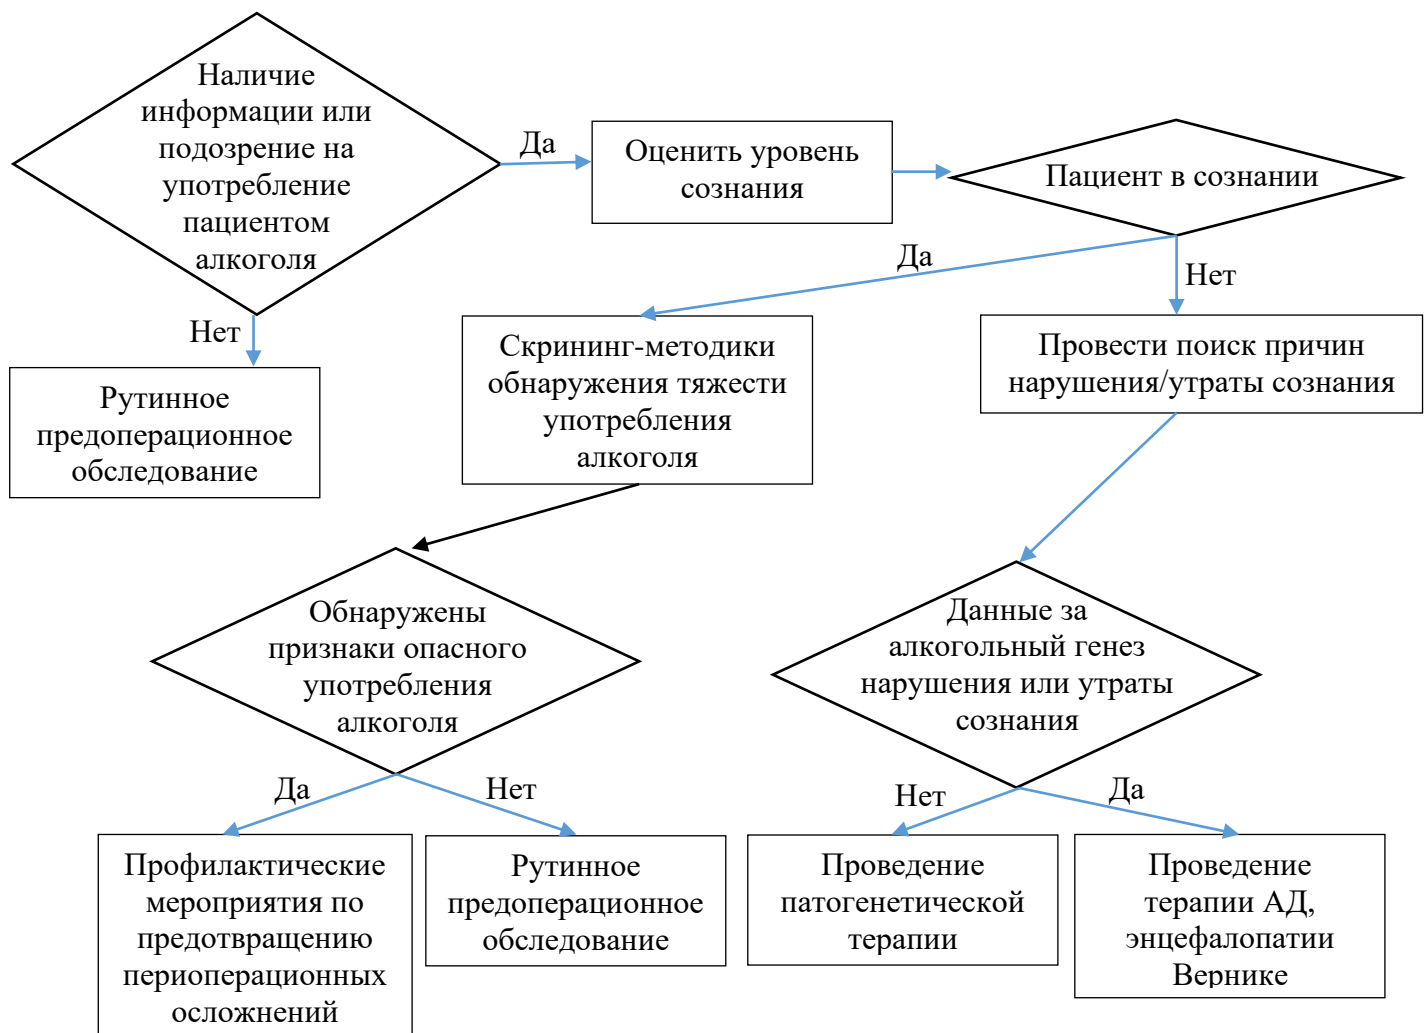 Наличие
информации или
подозрение на
употребление
пациентом
алкоголя
Да
Оценить уровень
сознания
Пациент в сознании
Да
Нет
Нет
Рутинное
предоперационное
обследование
Скрининг-методики
обнаружения тяжести
употребления
алкоголя
Провести поиск причин
нарушения/утраты сознания
Обнаружены
признаки опасного
употребления
алкоголя
Данные за
алкогольный генез
нарушения или утраты
сознания
Да
Нет
Нет
Да
Профилактические
мероприятия по
предотвращению
периоперационных
осложнений
Рутинное
предоперационное
обследование
Проведение
патогенетической
терапии
Проведение
терапии АД,
энцефалопатии
Вернике